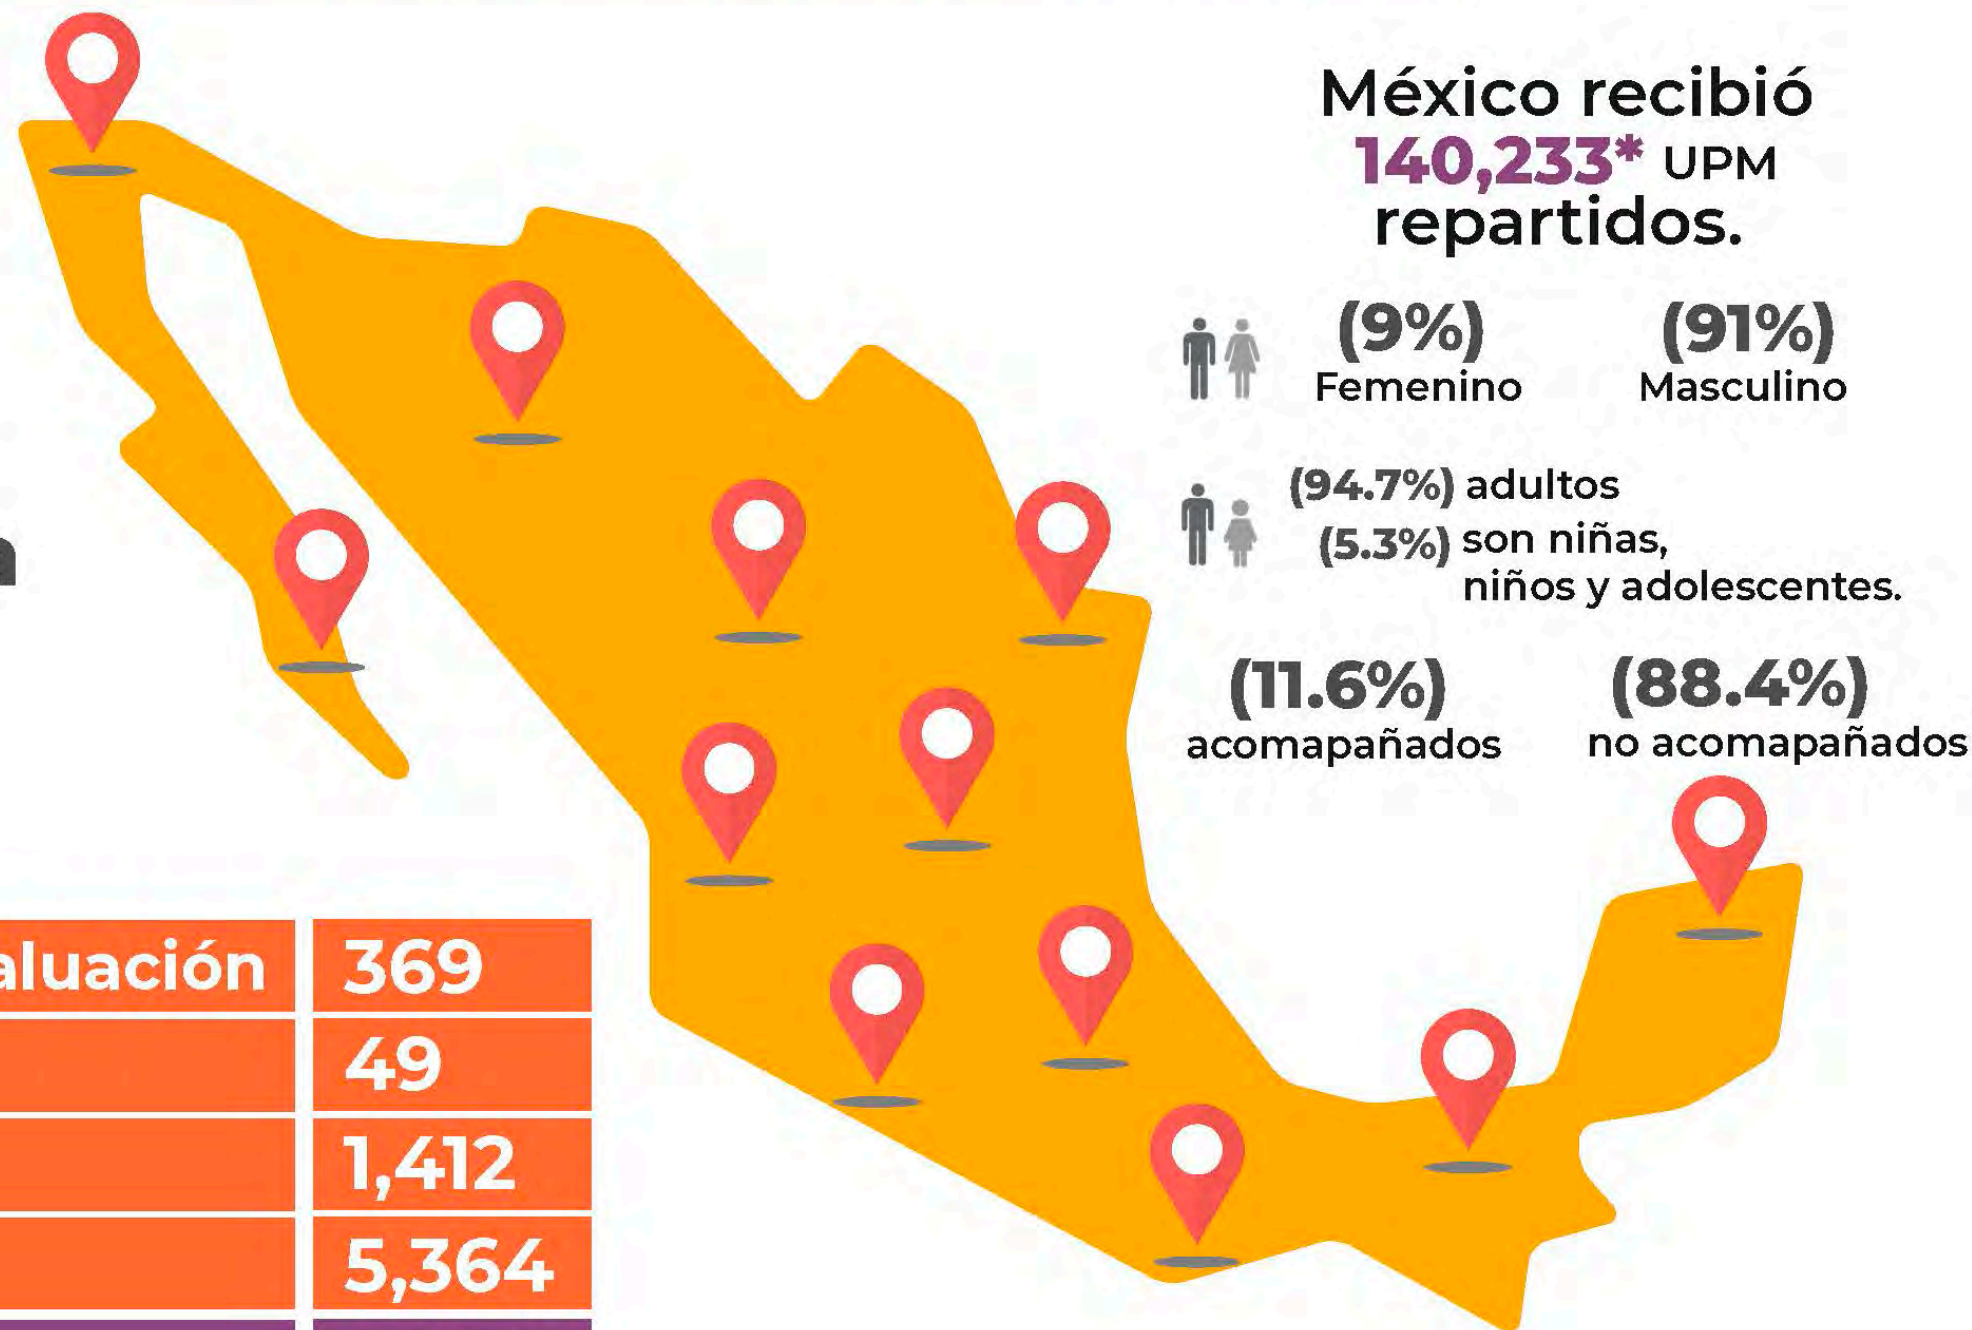 México recibió
140,233* UPM
repartidos.
(9%) (91%)
Femenino Masculino
(94.7%) adultos
(5.3%) son niñas,
niños y adolescentes.
(11.6%) (88.4%)
acomapañados no acomapañados
aluación 369
49
1,412
5,364